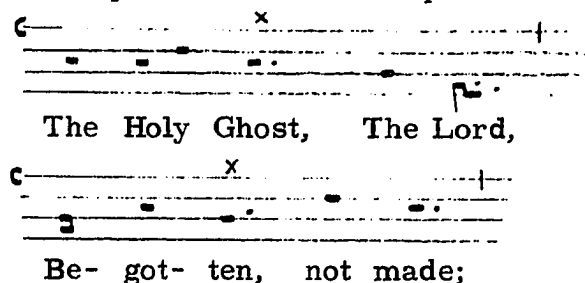 The Holy Ghost, The Lord,
Be- got- ten, not made;